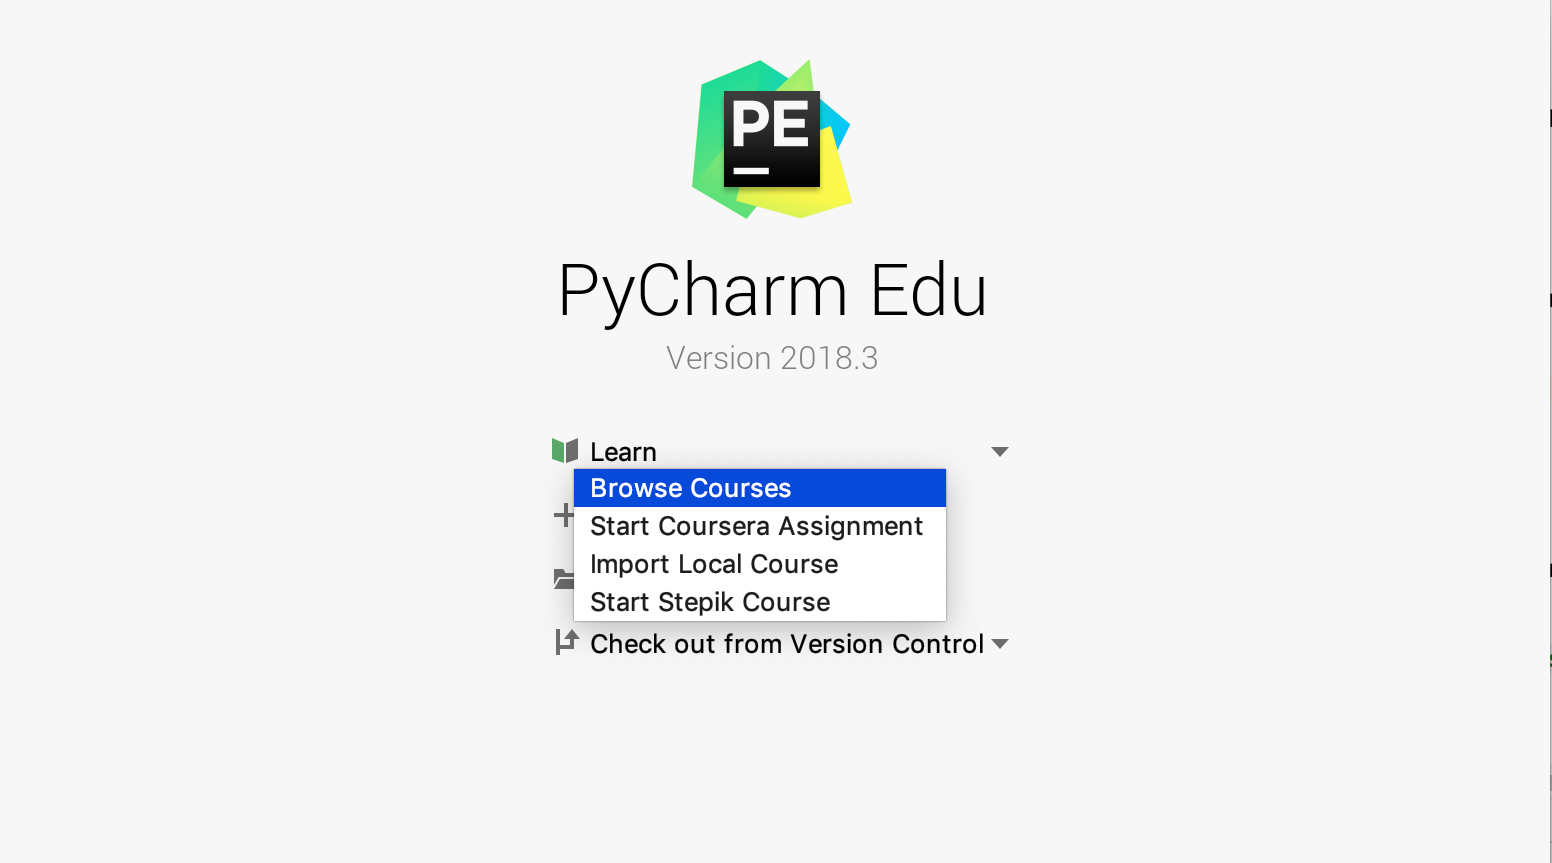 PE
PyCharm Edu
Version 2018.3
Learn
Browse Courses
Start Coursera Assignment
Import Local Course
Start Stepik Course
Check out from Version Control